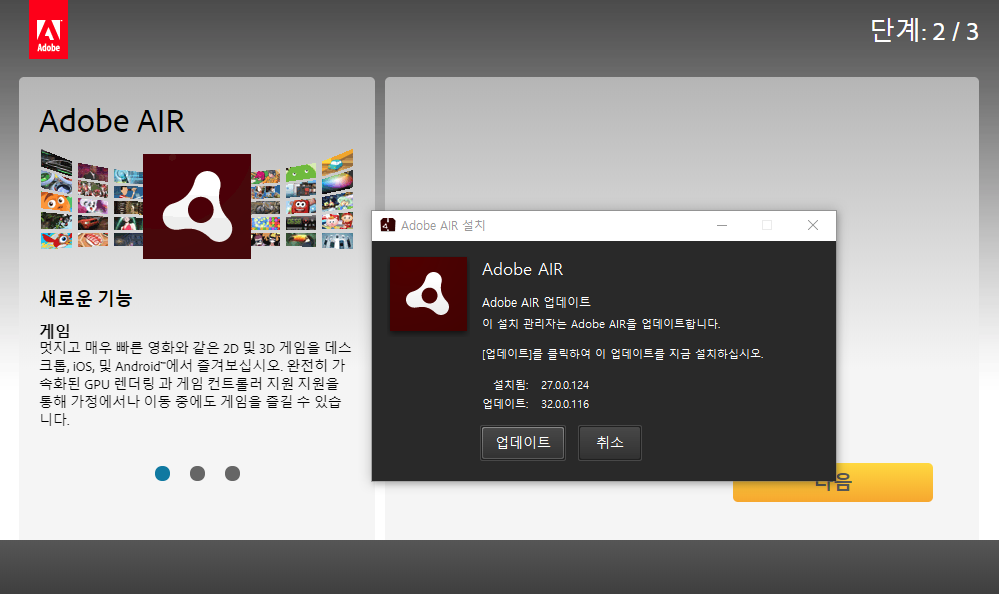 Adobe
단계: 2 / 3
Adobe AIR
새로운 기능
게임
멋지고 매우 빠른 영화와 같은 2D 및 3D 게임을 데스
크톱, iOS, 및 Android™에서 즐겨보십시오. 완전히 가
속화된 GPU 렌더링 과 게임 컨트롤러 지원 지원을
통해 가정에서나 이동 중에도 게임을 즐길 수 있습
니다.
Adobe AIR 설치
Adobe AIR
Adobe AIR 업데이트
이 설치 관리자는 Adobe AIR을 업데이트합니다.
[업데이트]를 클릭하여 이 업데이트를 지금 설치하십시오.
설치됨: 27.0.0.124
업데이트: 32.0.0.116
업데이트 취소
다음